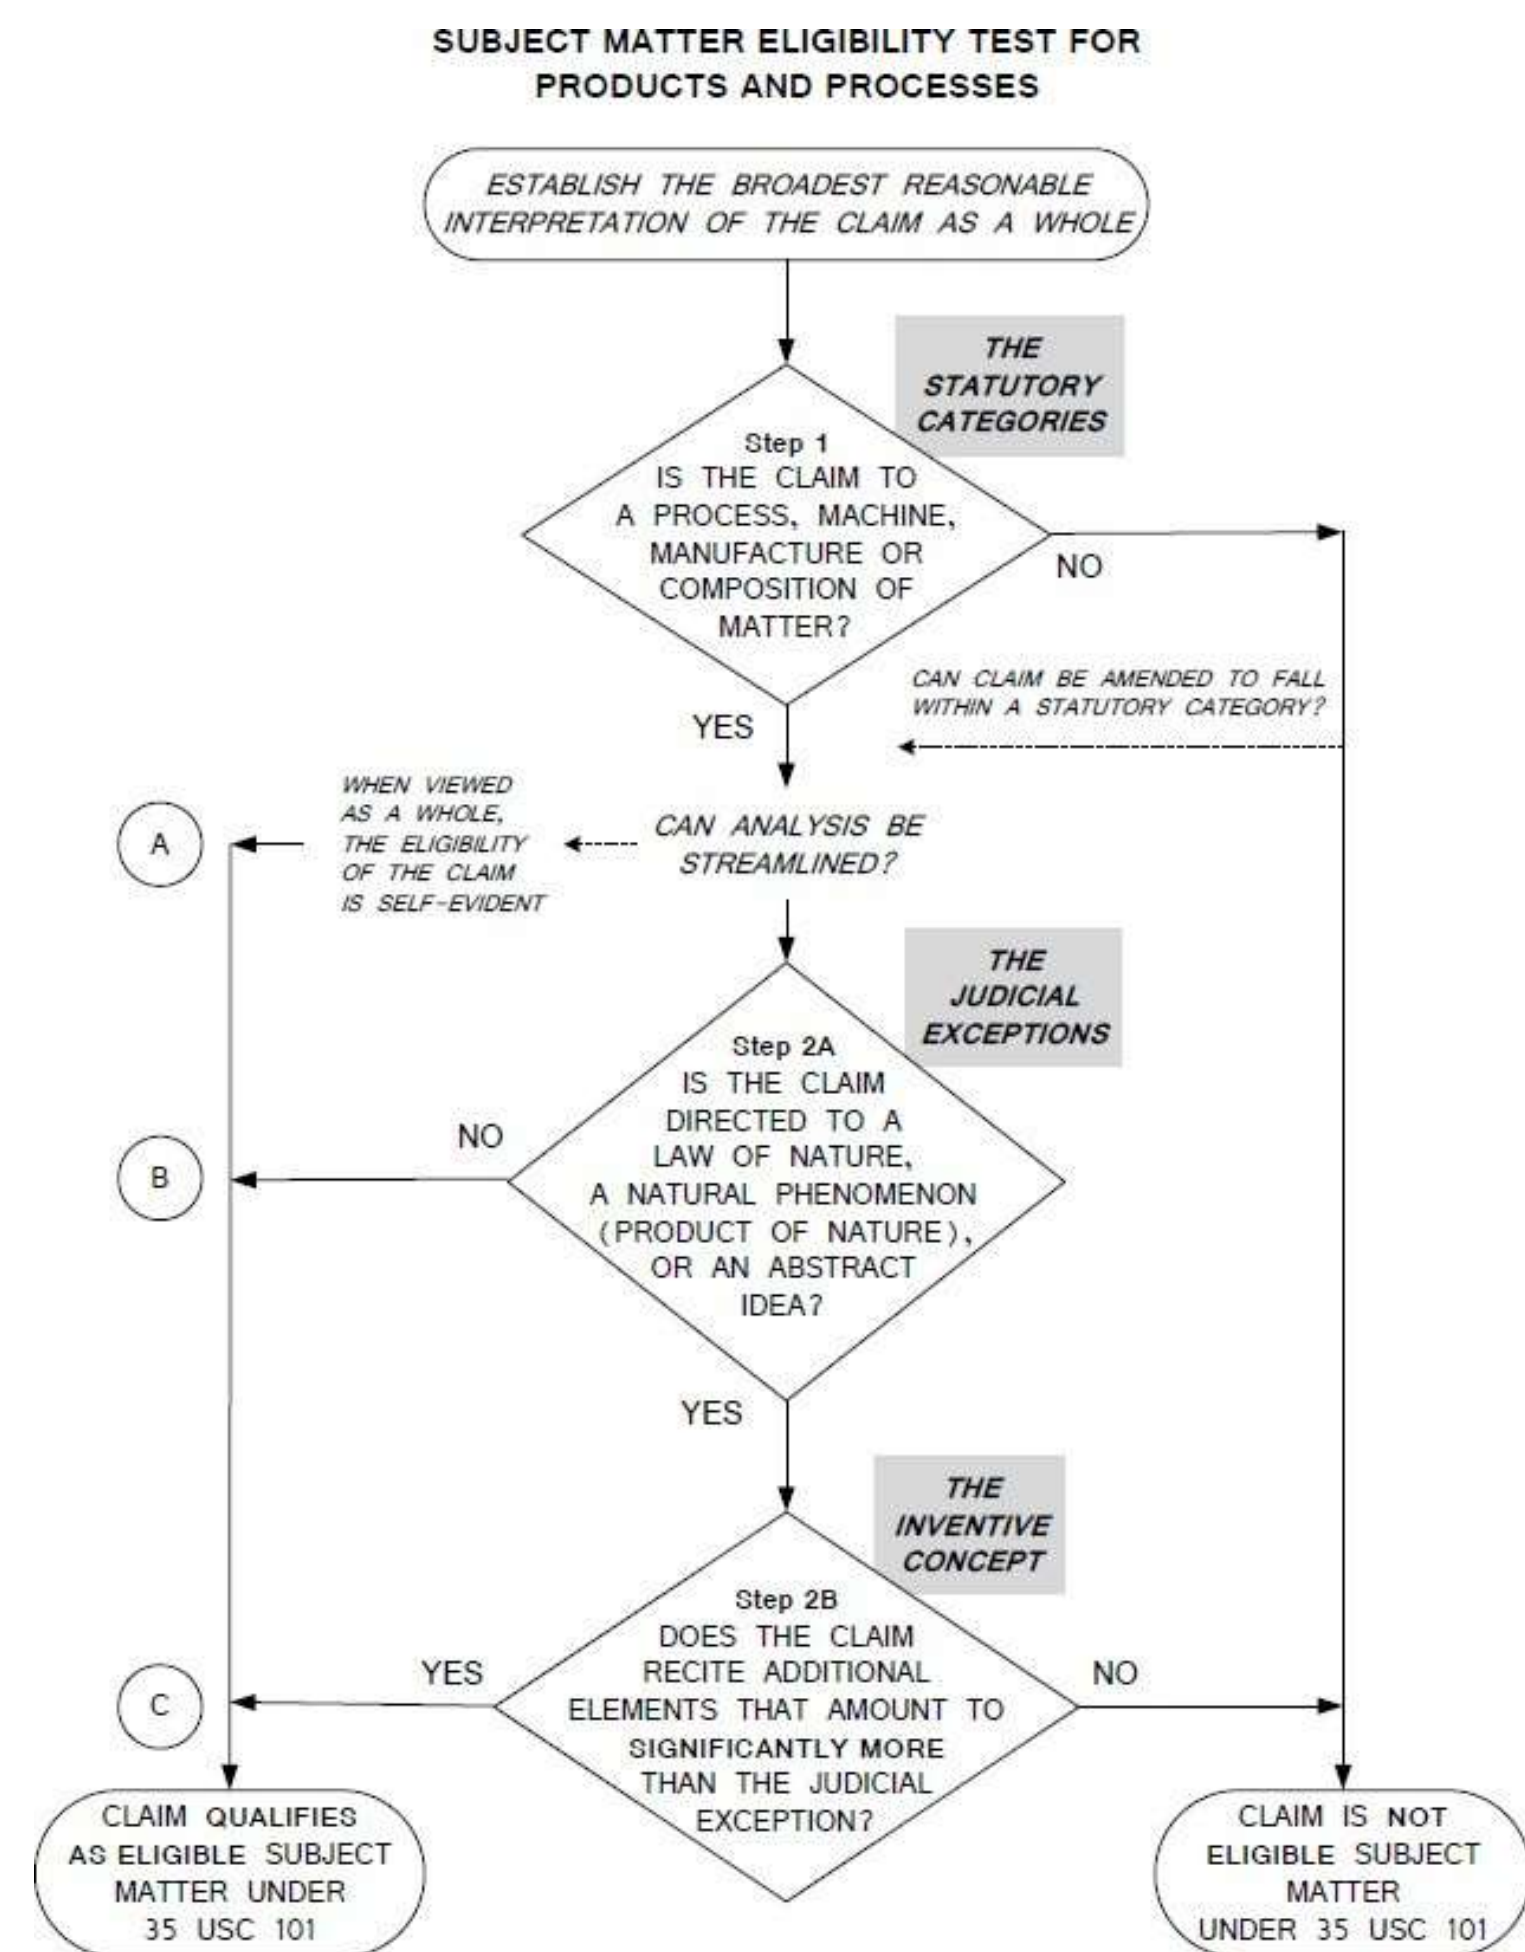 SUBJECT MATTER ELIGIBILITY TEST FOR
PRODUCTS AND PROCESSES
ESTABLISH THE BROADEST REASONABLE
INTERPRETATION OF THE CLAIM AS A WHOLE
THE
STATUTORY
CATEGORIES
Step 1
IS THE CLAIM TO
A PROCESS, MACHINE,
MANUFACTURE OR
COMPOSITION OF
MATTER?
NO
YES
CAN CLAIM BE AMENDED TO FALL
WITHIN A STATUTORY CATEGORY?
A
WHEN VIEWED
AS A WHOLE,
THE ELIGIBILITY
OF THE CLAIM
IS SELF-EVIDENT
CAN ANALYSIS BE
STREAMLINED?
THE
JUDICIAL
EXCEPTIONS
Step 2A
IS THE CLAIM
DIRECTED TO A
LAW OF NATURE,
A NATURAL PHENOMENON
(PRODUCT OF NATURE),
OR AN ABSTRACT
IDEA?
NO
B
YES
THE
INVENTIVE
CONCEPT
Step 2B
DOES THE CLAIM
RECITE ADDITIONAL
ELEMENTS THAT AMOUNT TO
SIGNIFICANTLY MORE
THAN THE JUDICIAL
EXCEPTION?
YES
NO
C
CLAIM QUALIFIES
AS ELIGIBLE SUBJECT
MATTER UNDER
35 USC 101
CLAIM IS NOT
ELIGIBLE SUBJECT
MATTER
UNDER 35 USC 101